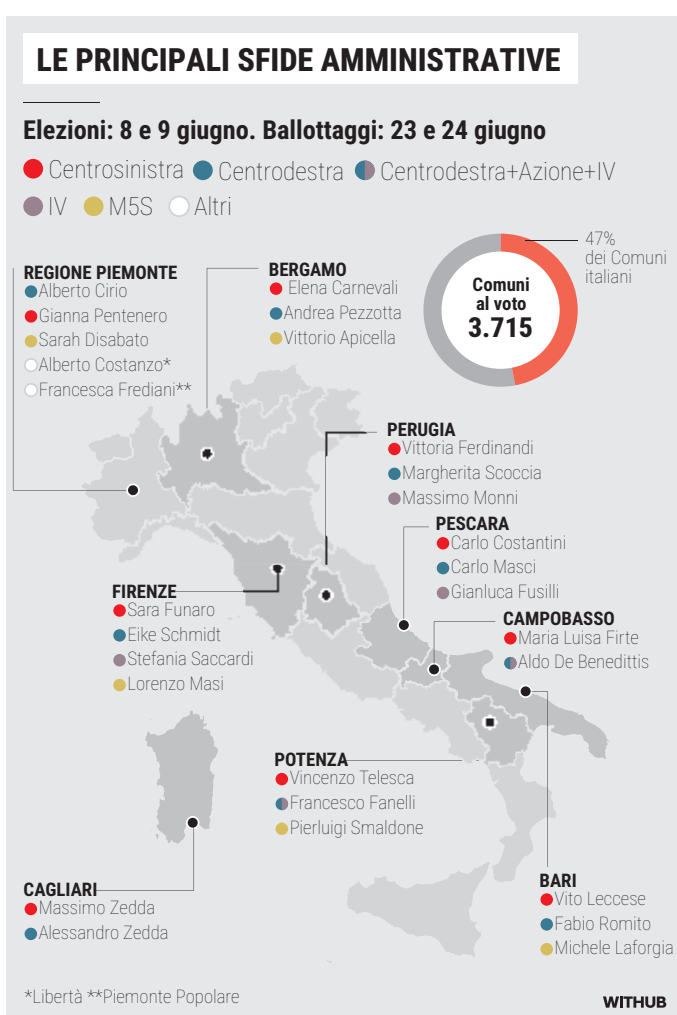 LE PRINCIPALI SFIDE AMMINISTRATIVE
Elezioni: 8 e 9 giugno. Ballottaggi: 23 e 24 giugno
Centrosinistra Centrodestra Centrodestra+Azione+IV
IV M5S Altri
47%
dei Comuni
italiani
Comuni
al voto
3.715
REGIONE PIEMONTE
Alberto Cirio
Gianna Pentenero
Sarah Disabato
Alberto Costanzo*
Francesca Frediani**
BERGAMO
Elena Carnevali
Andrea Pezzotta
Vittorio Apicella
PERUGIA
Vittoria Ferdinandi
Margherita Scoccia
Massimo Monni
PESCARA
Carlo Costantini
Carlo Masci
Gianluca Fusilli
FIRENZE
Sara Funaro
Eike Schmidt
Stefania Saccardi
Lorenzo Masi
CAMPOBASSO
Maria Luisa Firte
Aldo De Benedittis
POTENZA
Vincenzo Telesca
Francesco Fanelli
Pierluigi Smaldone
CAGLIARI
Massimo Zedda
Alessandro Zedda
BARI
Vito Leccese
Fabio Romito
Michele Laforgia
*Libertà **Piemonte Popolare
WITHUB